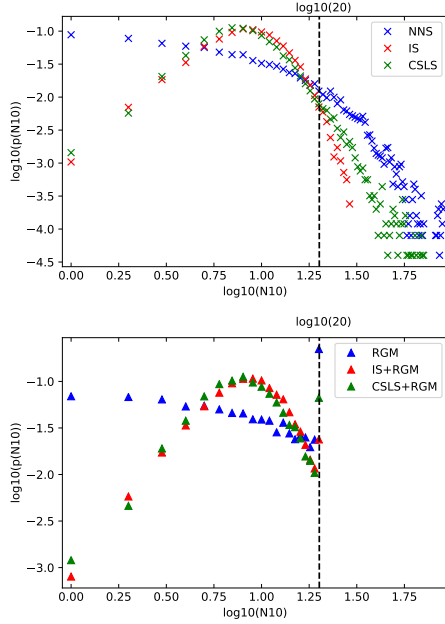 log10(20)
NNS
IS
CSLS
log10(p(N10))
-1.0
-1.5
-2.0
-2.5
-3.0
-3.5
-4.0
-4.5
0.00 0.25 0.50 0.75 1.00 1.25 1.50 1.75
log10(N10)
log10(20)
RGM
IS+RGM
CSLS+RGM
log10(p(N10))
-1.0
-1.5
-2.0
-2.5
-3.0
0.00 0.25 0.50 0.75 1.00 1.25 1.50 1.75
log10(N10)